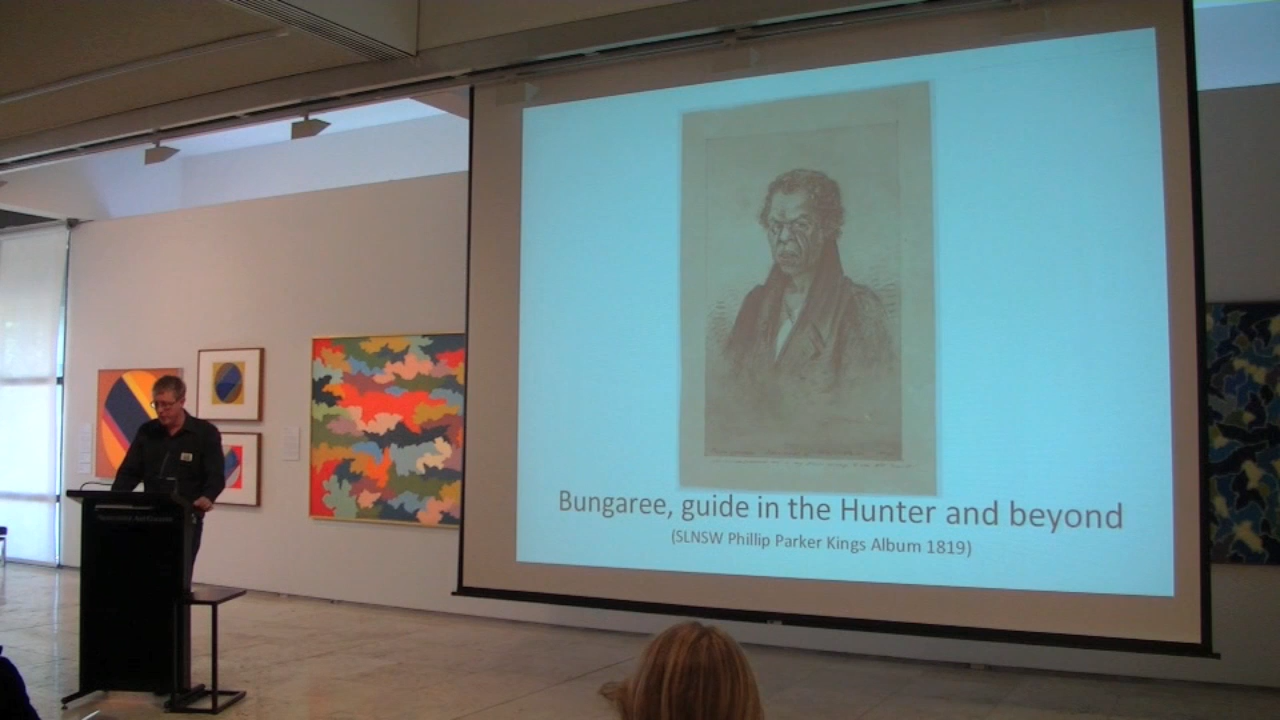 Bungaree, guide in the Hunter and beyond
(SLNSW Phillip Parker Kings Album 1819)